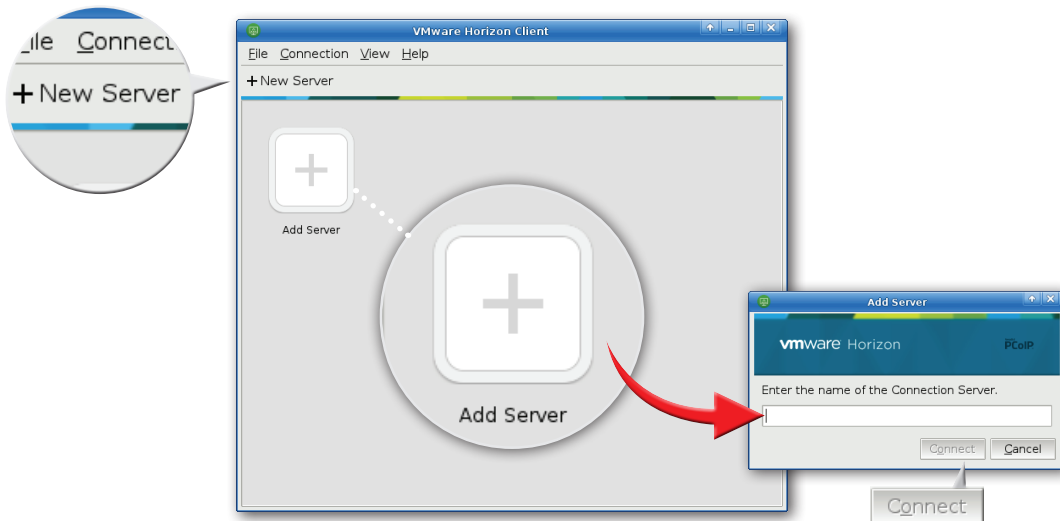 ile Connect
+ New Server
VMware Horizon Client
File Connection View Help
+ New Server
Add Server
Add Server
Add Server
vmware Horizon
PCoIP
Enter the name of the Connection Server.
Connect Cancel
Connect